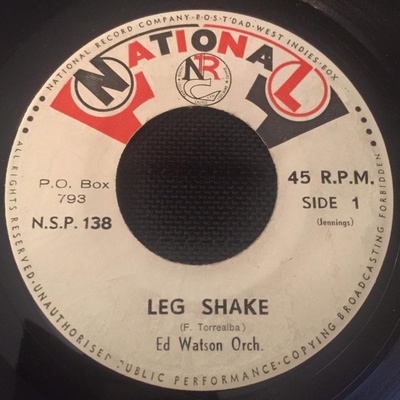 NATIONAL RECORD COMPANY-P·O·S·T'DAD-WEST INDIES-BOX
NATIONAL
NRC
P.O. Box
793
N.S.P. 138
45 R.P.M.
SIDE 1
(Jennings)
LEG SHAKE
(F. Torrealba)
Ed Watson Orch.
ALL RIGHTS RESERVED·UNAUTHORISED PUBLIC PERFORMANCE·COPYING BROADCASTING FORBIDDEN